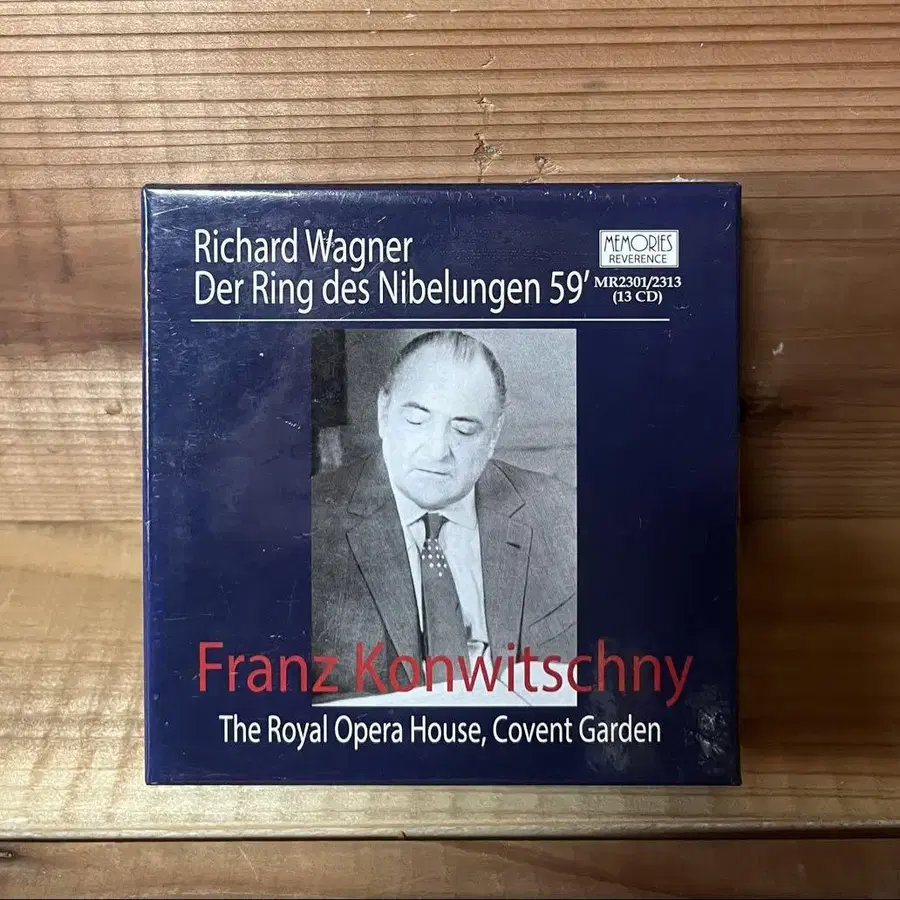 Richard Wagner
Der Ring des Nibelungen 59'
MEMORIES
REVERENCE
MR2301/2313
(13 CD)
Franz Konwitschny
The Royal Opera House, Covent Garden